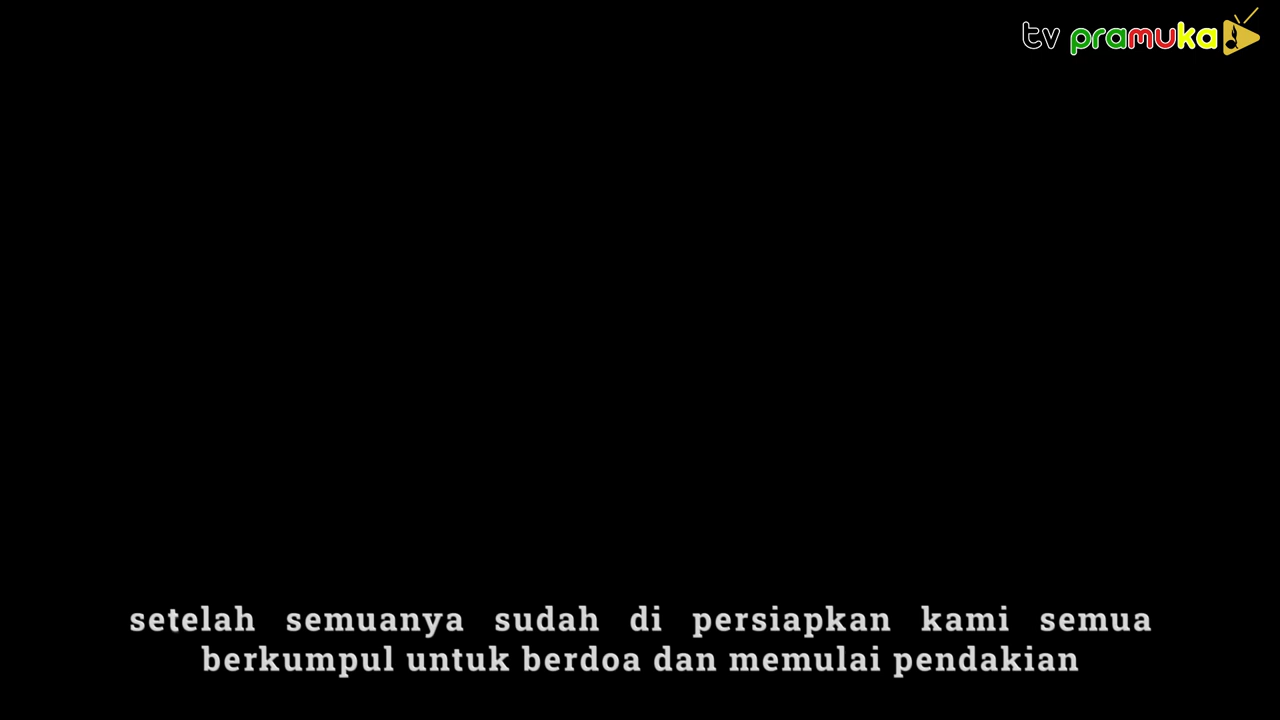 tv pramuka
setelah semuanya sudah di persiapkan kami semua
berkumpul untuk berdoa dan memulai pendakian